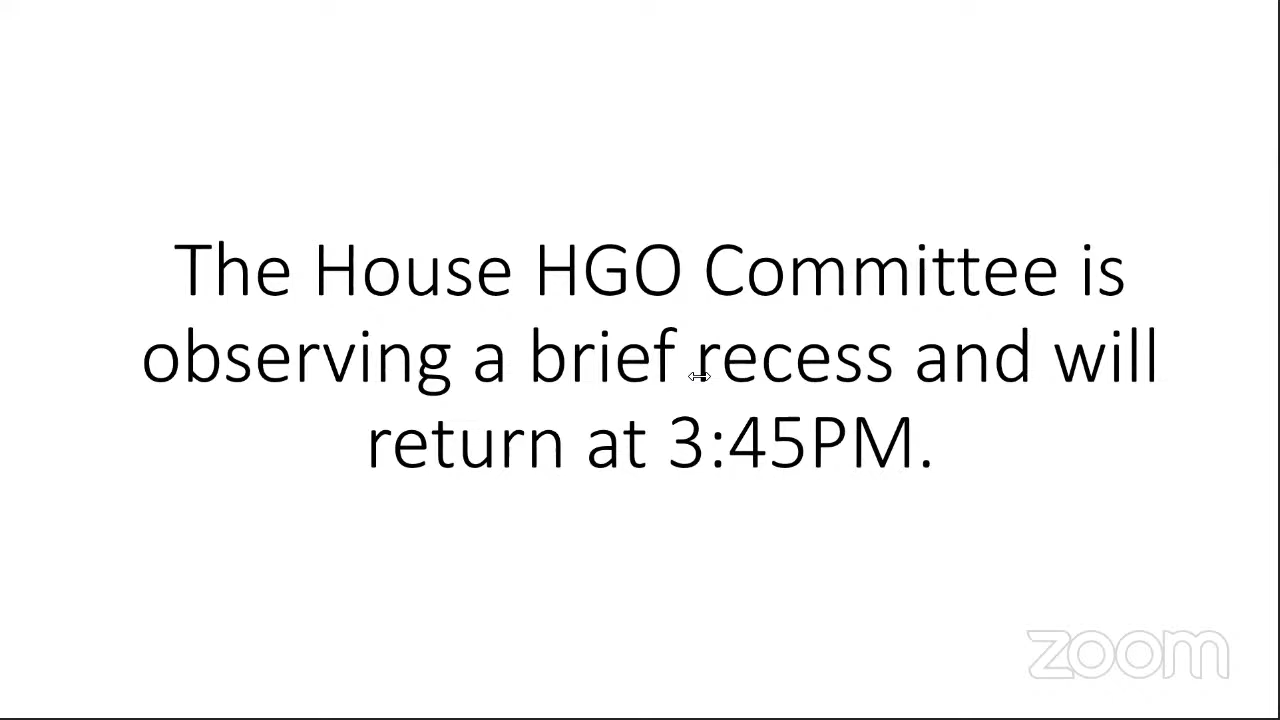 The House HGO Committee is
observing a brief recess and will
return at 3:45PM.
zoom